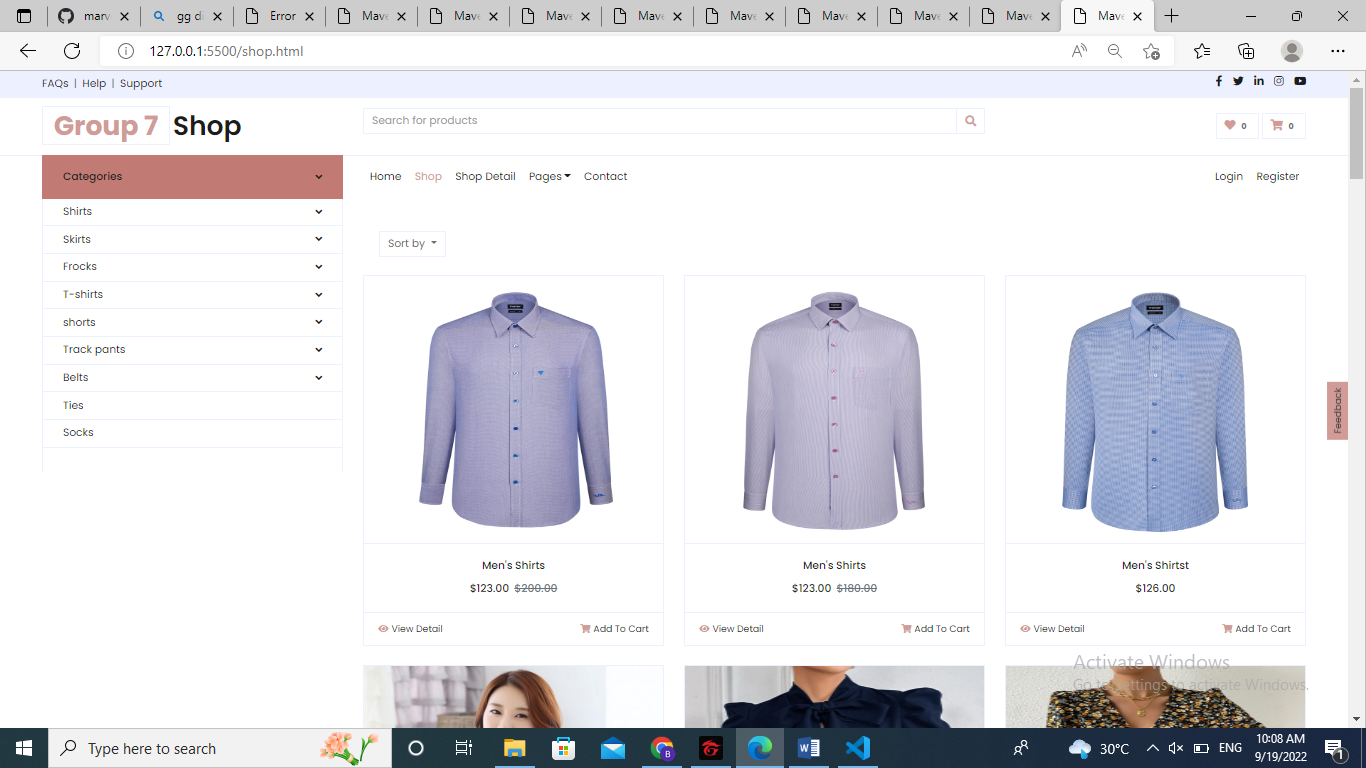 marv
gg di
Error
Mave
Mave
Mave
Mave
Mave
Mave
Mave
Mave
Mave
127.0.0.1:5500/shop.html
FAQs | Help | Support
Group 7 Shop
Search for products
0
0
Categories
Home Shop Shop Detail Pages Contact
Login Register
Shirts
Skirts
Frocks
T-shirts
shorts
Track pants
Belts
Ties
Socks
Sort by
Men's Shirts
$123.00 $200.00
View Detail Add To Cart
Men's Shirts
$123.00 $180.00
View Detail Add To Cart
Men's Shirtst
$126.00
View Detail Add To Cart
Feedback
Activate Windows
Go to Settings to activate Windows.
Type here to search
30°C
ENG
10:08 AM
9/19/2022
1